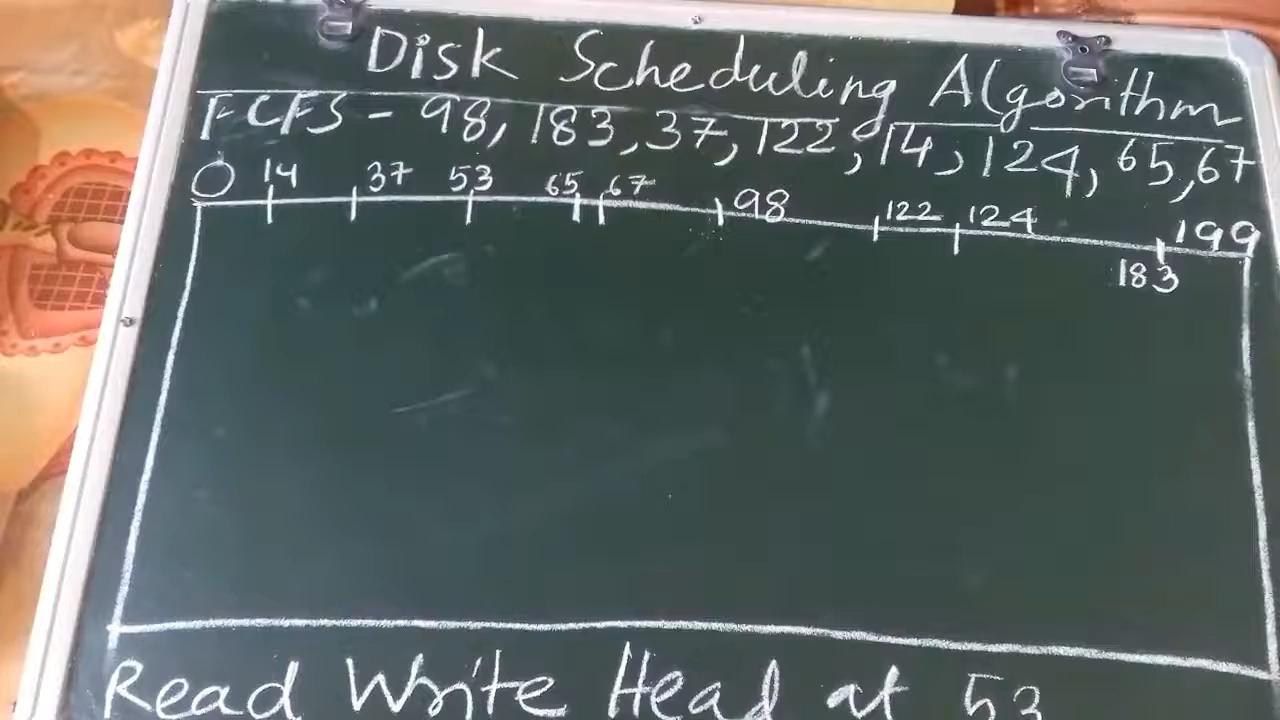 Disk Scheduling Algorithm
FCFS - 98, 183, 37, 122, 14, 124, 65, 67
0 14 37 53 65 67 98 122 124 199
183
Read Write Head at 53